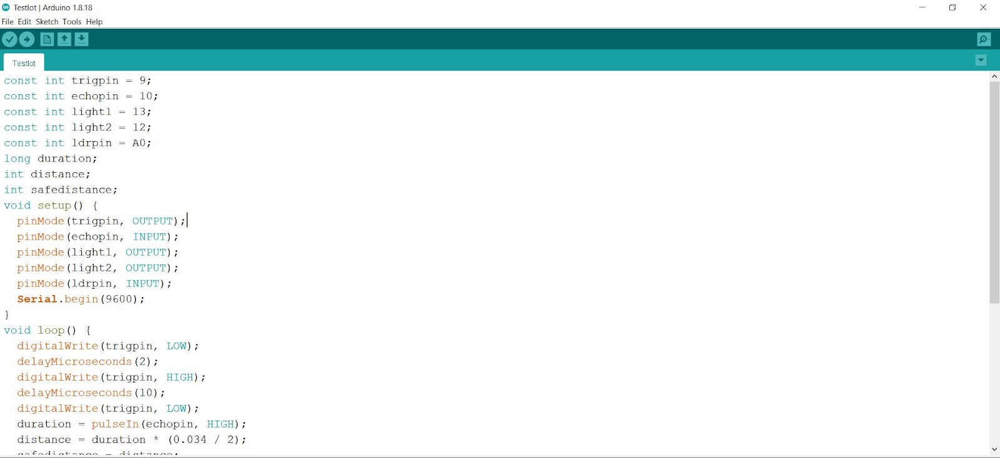 TestIot | Arduino 1.8.18
File Edit Sketch Tools Help
TestIot
const int trigpin = 9;
const int echopin = 10;
const int light1 = 13;
const int light2 = 12;
const int ldrpin = A0;
long duration;
int distance;
int safedistance;
void setup() {
  pinMode(trigpin, OUTPUT);
  pinMode(echopin, INPUT);
  pinMode(light1, OUTPUT);
  pinMode(light2, OUTPUT);
  pinMode(ldrpin, INPUT);
  Serial.begin(9600);
}
void loop() {
  digitalWrite(trigpin, LOW);
  delayMicroseconds(2);
  digitalWrite(trigpin, HIGH);
  delayMicroseconds(10);
  digitalWrite(trigpin, LOW);
  duration = pulseIn(echopin, HIGH);
  distance = duration * (0.034 / 2);
  safedistance = distance;